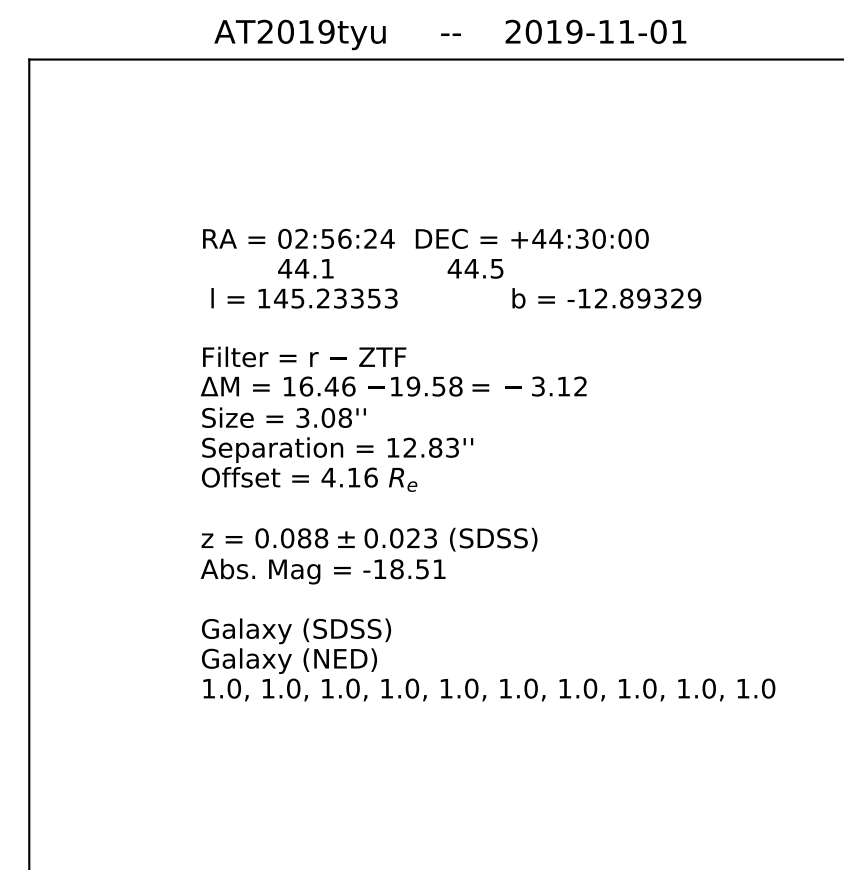 AT2019tyu -- 2019-11-01
RA = 02:56:24 DEC = +44:30:00
44.1 44.5
l = 145.23353 b = -12.89329
Filter = r − ZTF
ΔM = 16.46 −19.58 = − 3.12
Size = 3.08''
Separation = 12.83''
Offset = 4.16 Rₑ
z = 0.088 ± 0.023 (SDSS)
Abs. Mag = -18.51
Galaxy (SDSS)
Galaxy (NED)
1.0, 1.0, 1.0, 1.0, 1.0, 1.0, 1.0, 1.0, 1.0, 1.0